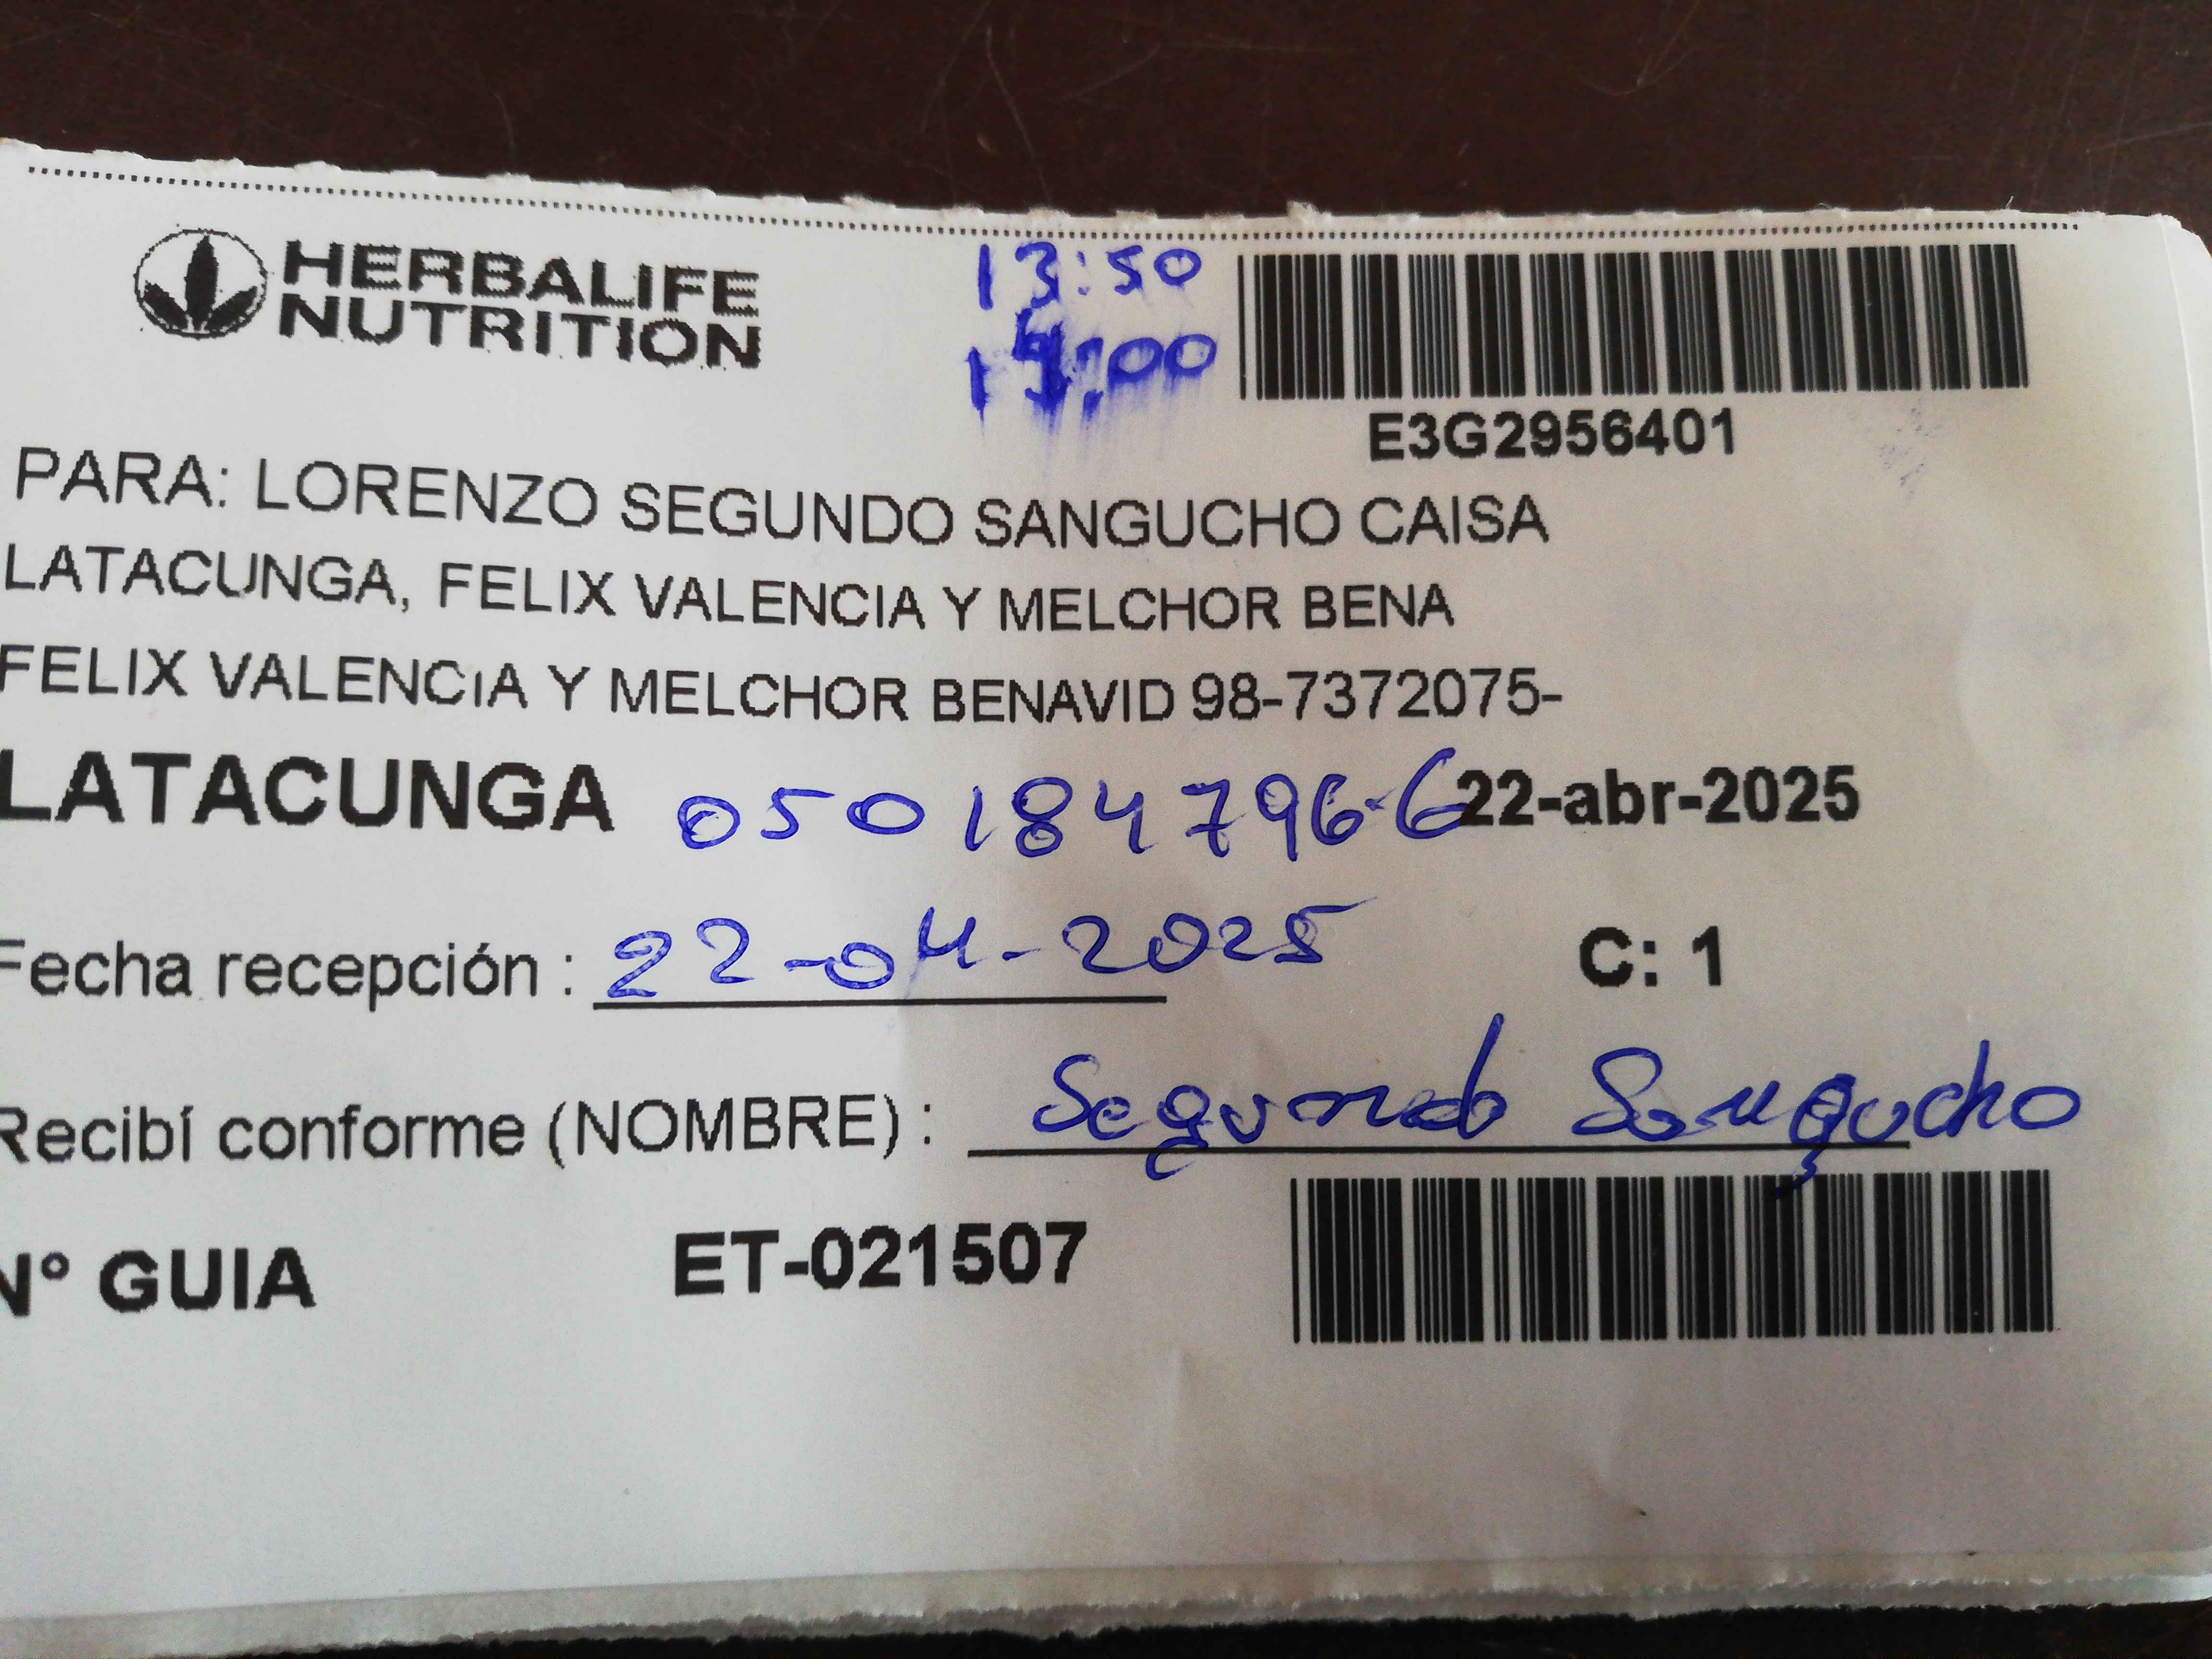 HERBALIFE
NUTRITION
13:50
E3G2956401
PARA: LORENZO SEGUNDO SANGUCHO CAISA
LATACUNGA, FELIX VALENCIA Y MELCHOR BENA
FELIX VALENCIA Y MELCHOR BENAVID 98-7372075-
LATACUNGA 050184796-6 22-abr-2025
Fecha recepción : 22-04-2025 C: 1
Recibí conforme (NOMBRE) : Segundo Sangucho
N° GUIA ET-021507